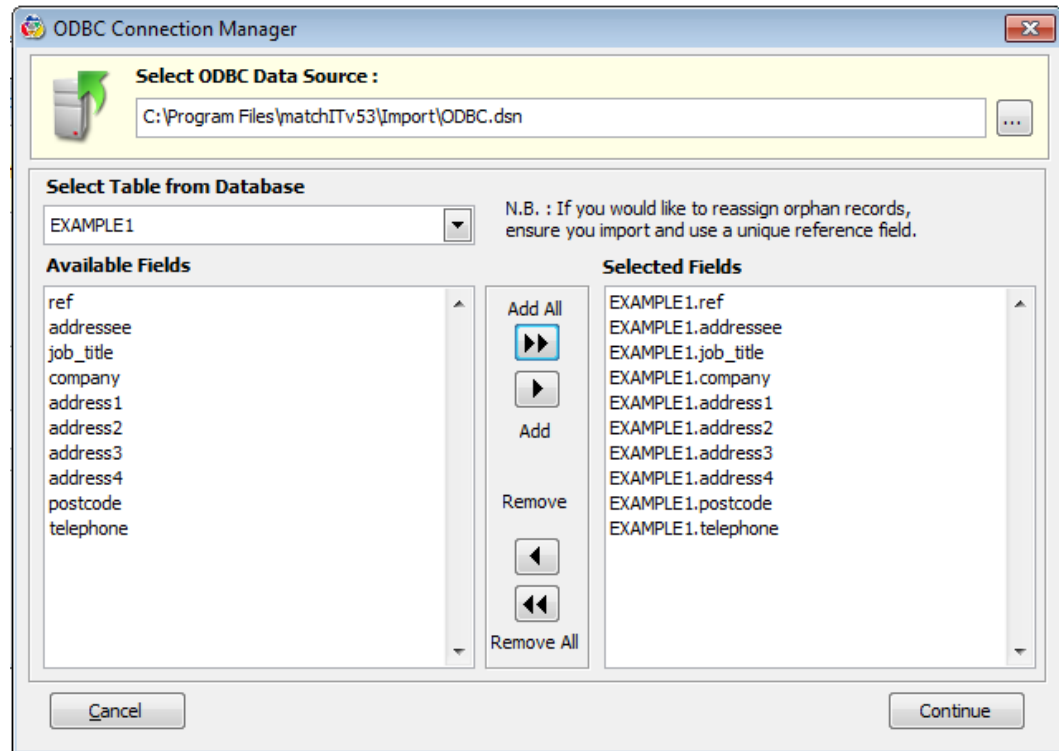 ODBC Connection Manager
Select ODBC Data Source :
C:\Program Files\matchITv53\Import\ODBC.dsn
...
Select Table from Database
EXAMPLE1
N.B. : If you would like to reassign orphan records,
ensure you import and use a unique reference field.
Available Fields
ref
addressee
job_title
company
address1
address2
address3
address4
postcode
telephone
Add All
Add
Remove
Remove All
Selected Fields
EXAMPLE1.ref
EXAMPLE1.addressee
EXAMPLE1.job_title
EXAMPLE1.company
EXAMPLE1.address1
EXAMPLE1.address2
EXAMPLE1.address3
EXAMPLE1.address4
EXAMPLE1.postcode
EXAMPLE1.telephone
Cancel
Continue